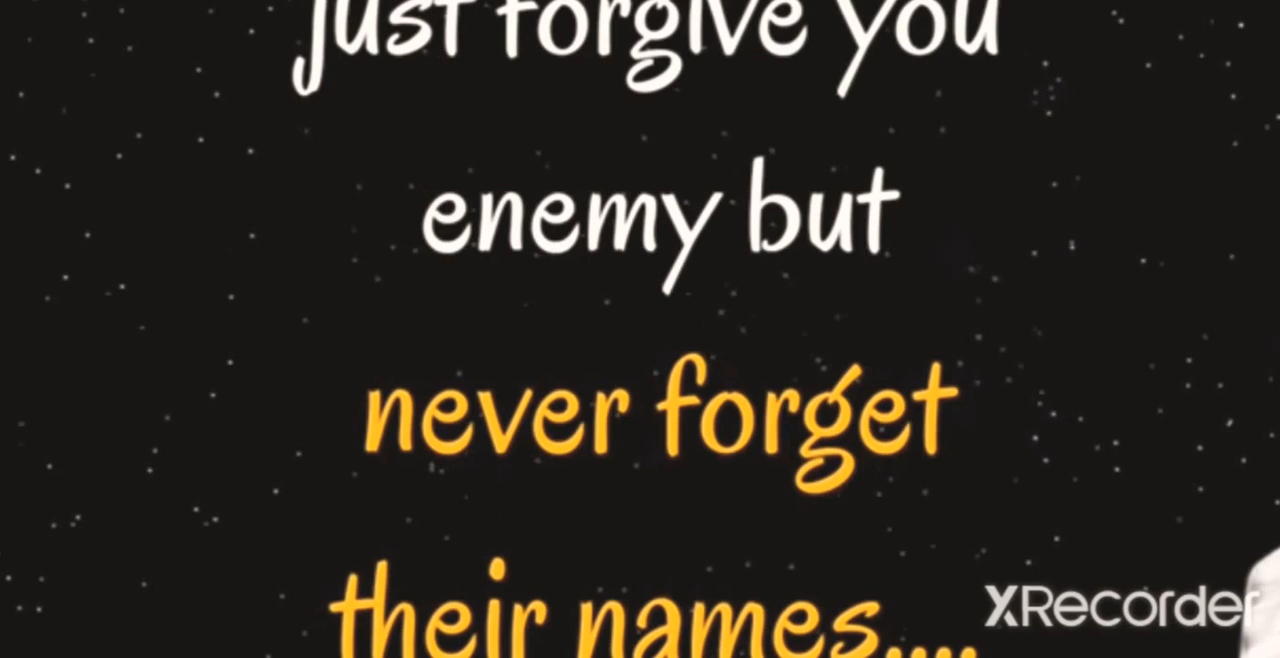 just forgive you
enemy but
never forget
their names....
XRecorder